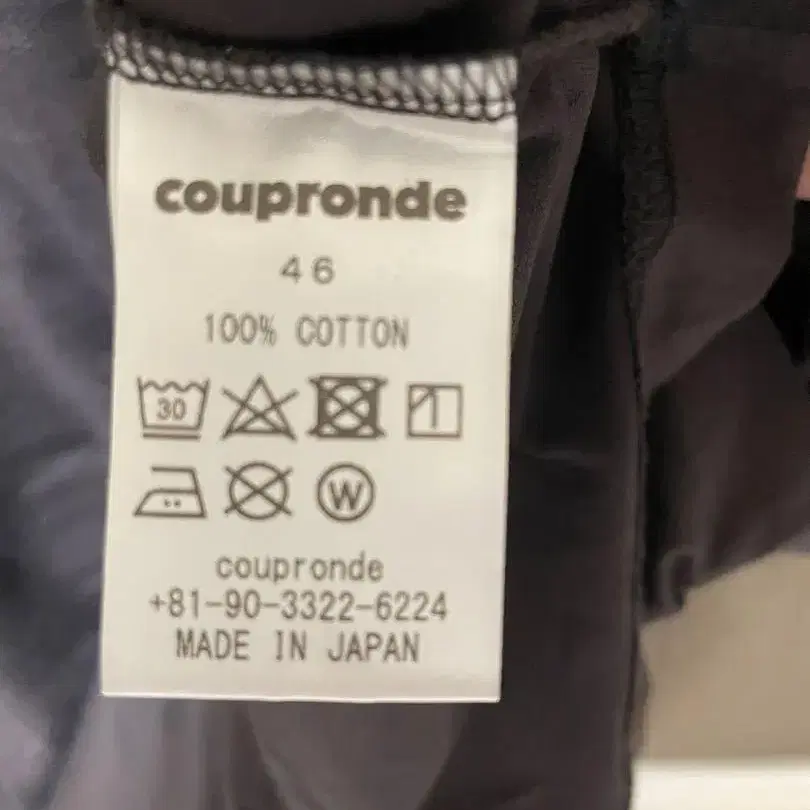 coupronde
46
100% COTTON
30
W
coupronde
+81-90-3322-6224
MADE IN JAPAN